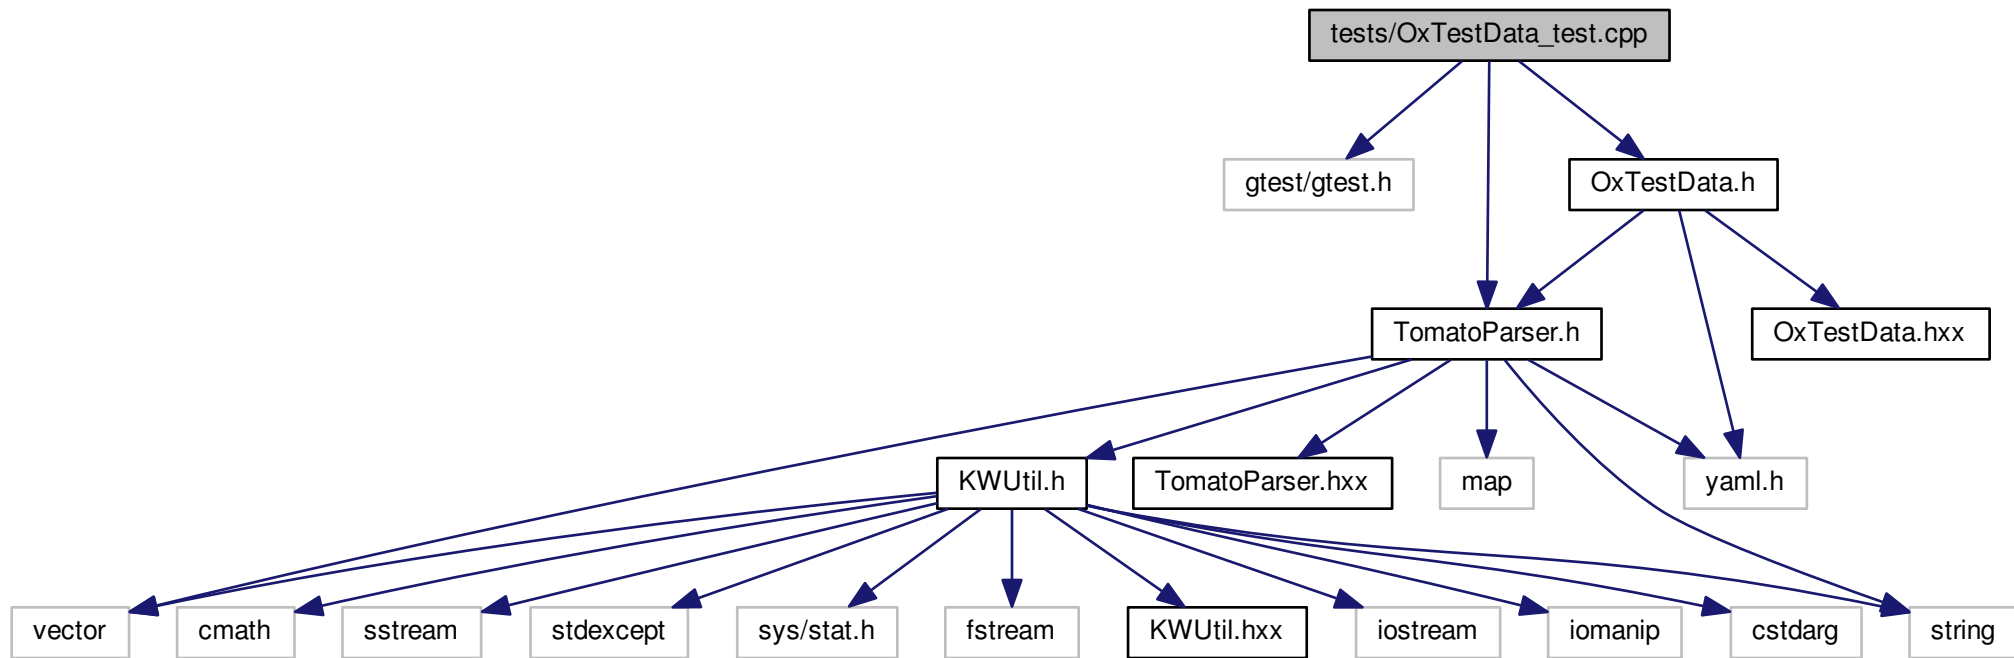 tests/OxTestData_test.cpp
gtest/gtest.h
OxTestData.h
TomatoParser.h
OxTestData.hxx
KWUtil.h
TomatoParser.hxx
map
yaml.h
vector
cmath
sstream
stdexcept
sys/stat.h
fstream
KWUtil.hxx
iostream
iomanip
cstdarg
string